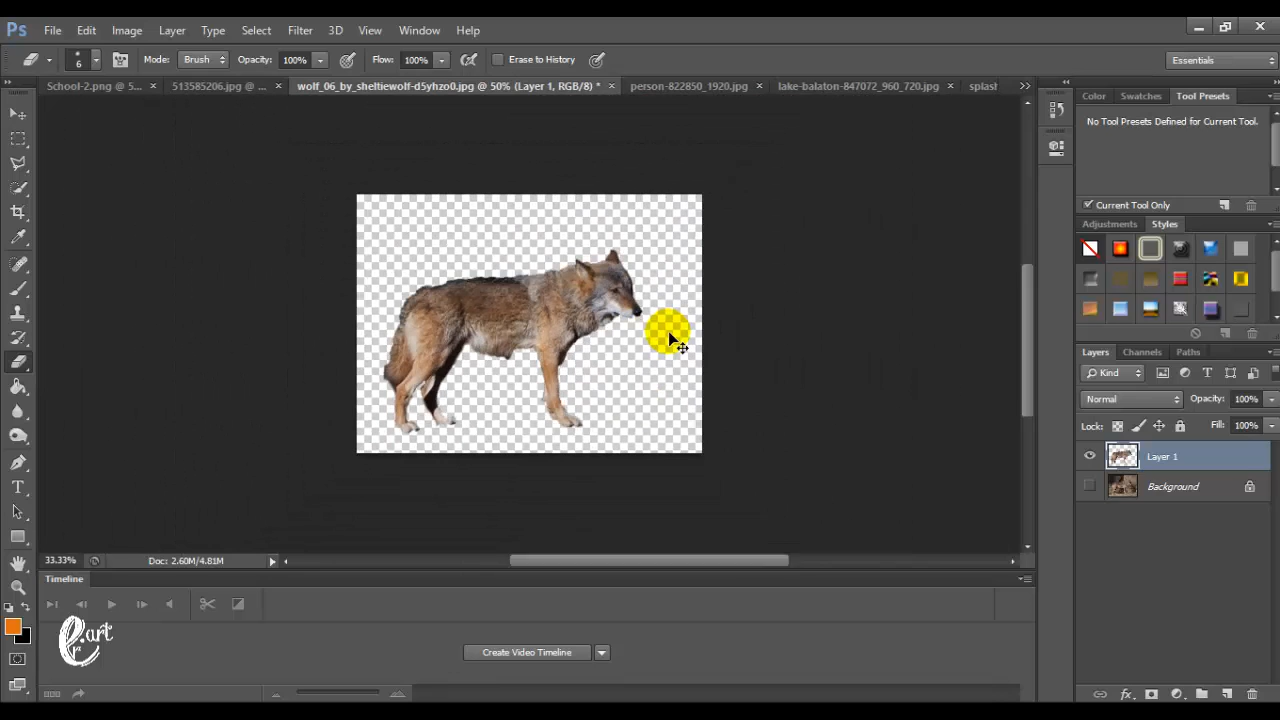 Ps File Edit Image Layer Type Select Filter 3D View Window Help
6 Mode: Brush Opacity: 100% Flow: 100% Erase to History Essentials
School-2.png @ 5... × 513585206.jpg @ ... × wolf_06_by_sheltiewolf-d5yhzo0.jpg @ 50% (Layer 1, RGB/8) * × person-822850_1920.jpg × lake-balaton-847072_960_720.jpg × splast
Color Swatches Tool Presets
No Tool Presets Defined for Current Tool.
Current Tool Only
Adjustments Styles
Layers Channels Paths
Kind
Normal Opacity: 100%
Lock: Fill: 100%
Layer 1
Background
33.33% Doc: 2.60M/4.81M
Timeline
Create Video Timeline